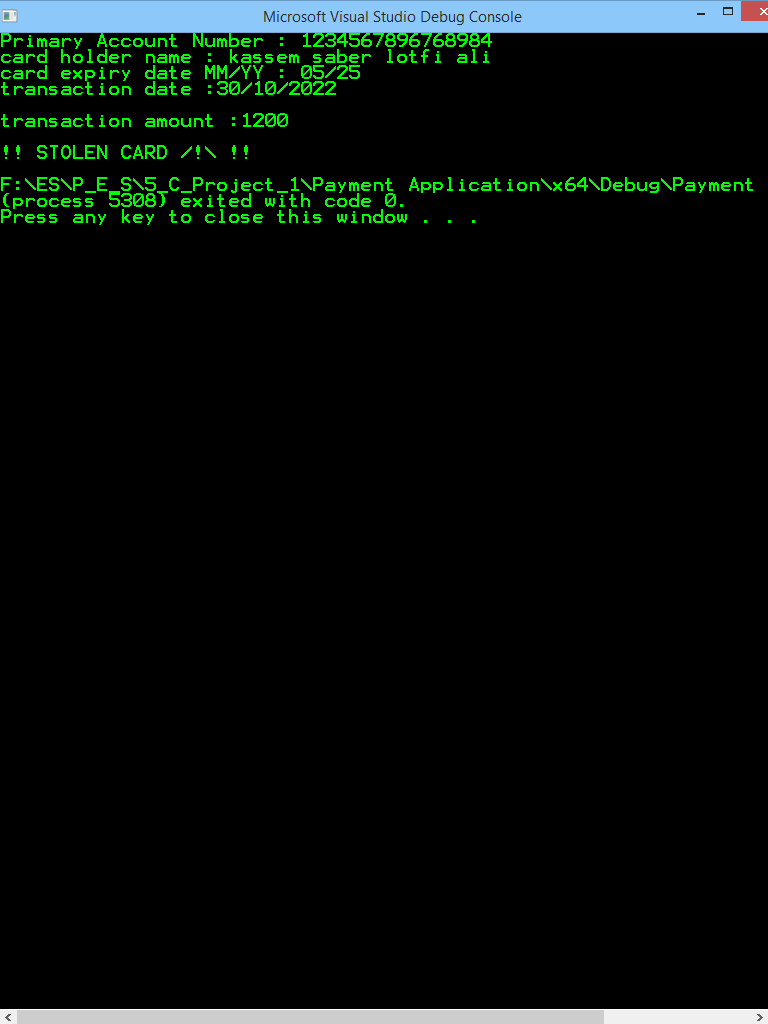 Microsoft Visual Studio Debug Console
Primary Account Number : 1234567896768984
card holder name : kassem saber lotfi ali
card expiry date MM/YY : 05/25
transaction date :30/10/2022
transaction amount :1200
!! STOLEN CARD /!\ !!
F:\ES\P_E_S\5_C_Project_1\Payment Application\x64\Debug\Payment
(process 5308) exited with code 0.
Press any key to close this window . . .